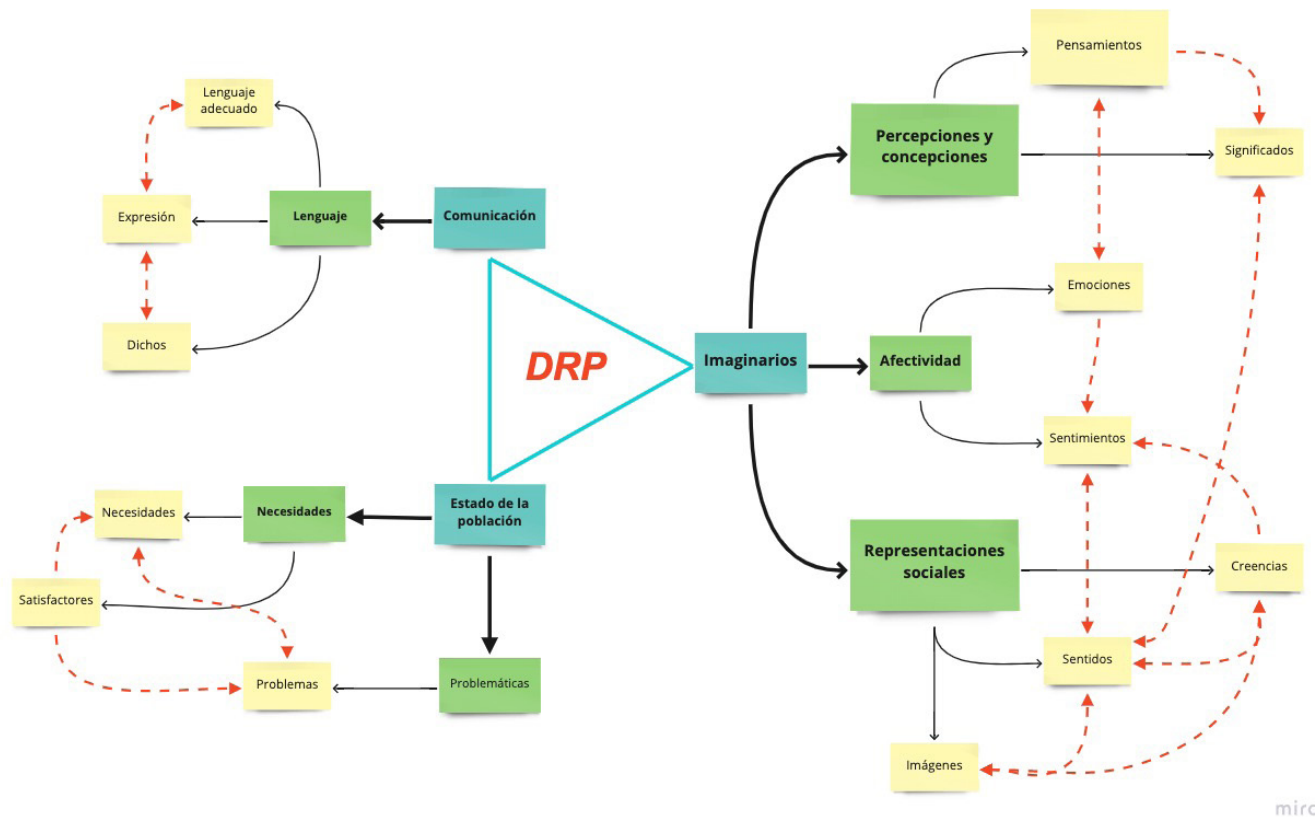 Pensamientos
Lenguaje
adecuado
Percepciones y
concepciones
Significados
Expresión
Lenguaje
Comunicación
Emociones
Dichos
DRP
Imaginarios
Afectividad
Sentimientos
Necesidades
Necesidades
Estado de la
población
Representaciones
sociales
Creencias
Satisfactores
Sentidos
Problemas
Problemáticas
Imágenes
miro